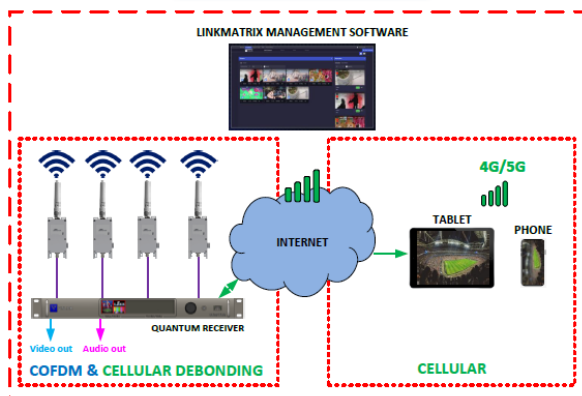 LINKMATRIX MANAGEMENT SOFTWARE
4G/5G
TABLET
PHONE
INTERNET
QUANTUM RECEIVER
Video out
Audio out
COFDM & CELLULAR DEBONDING
CELLULAR